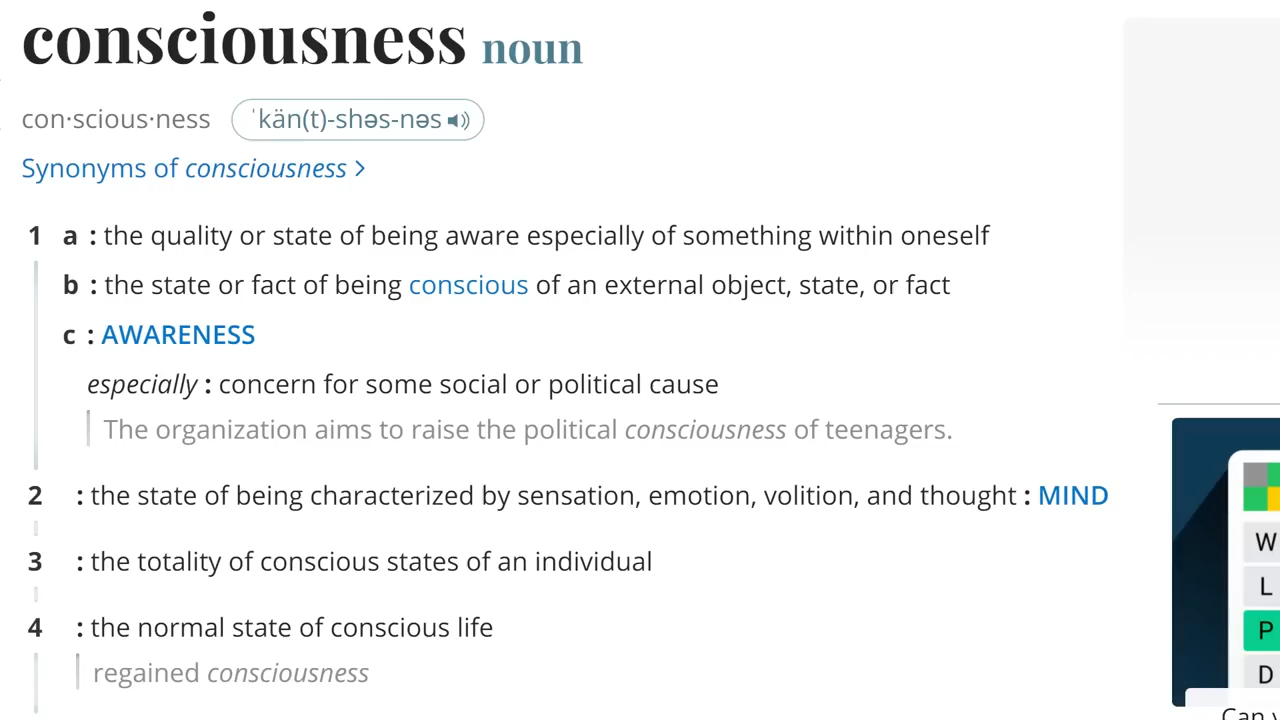 consciousness noun
con·scious·ness ˈkän(t)-shəs-nəs
Synonyms of consciousness >
1 a : the quality or state of being aware especially of something within oneself
b : the state or fact of being conscious of an external object, state, or fact
c : AWARENESS
especially : concern for some social or political cause
The organization aims to raise the political consciousness of teenagers.
2 : the state of being characterized by sensation, emotion, volition, and thought : MIND
3 : the totality of conscious states of an individual
4 : the normal state of conscious life
regained consciousness
W
L
P
D
Can